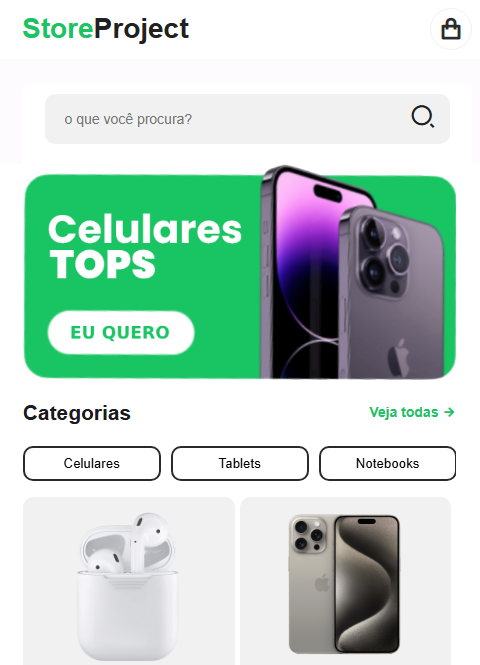 StoreProject
o que você procura?
Celulares
TOPS
EU QUERO
Categorias
Veja todas →
Celulares
Tablets
Notebooks